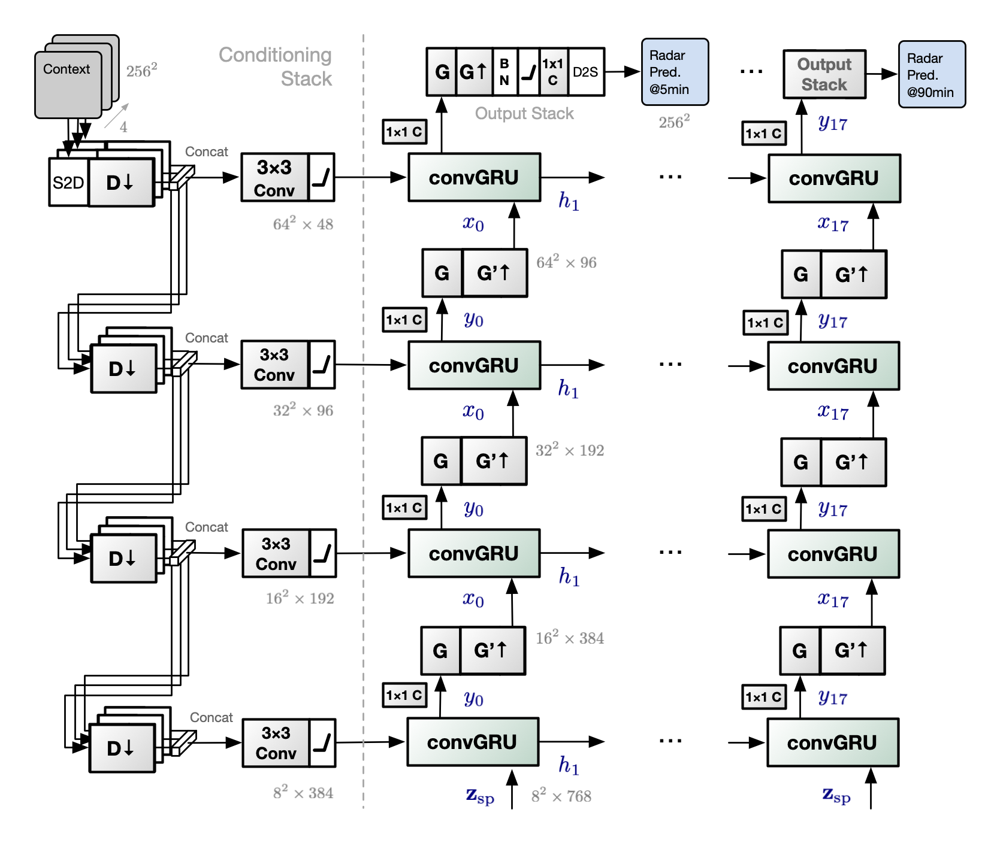 Context
256²
4
Conditioning
Stack
G G↑ B N 1x1 C D2S
Output Stack
Radar
Pred.
@5min
256²
...
Output
Stack
Radar
Pred.
@90min
1×1 C
1×1 C
y₁₇
S2D D↓
Concat
3×3
Conv
64² × 48
convGRU
h₁
...
convGRU
x₀
x₁₇
G G'↑
64² × 96
G G'↑
1×1 C
y₀
1×1 C
y₁₇
D↓
Concat
3×3
Conv
32² × 96
convGRU
h₁
...
convGRU
x₀
x₁₇
G G'↑
32² × 192
G G'↑
1×1 C
y₀
1×1 C
y₁₇
D↓
Concat
3×3
Conv
16² × 192
convGRU
h₁
...
convGRU
x₀
x₁₇
G G'↑
16² × 384
G G'↑
1×1 C
y₀
1×1 C
y₁₇
D↓
Concat
3×3
Conv
8² × 384
convGRU
h₁
...
convGRU
z_sp
8² × 768
z_sp